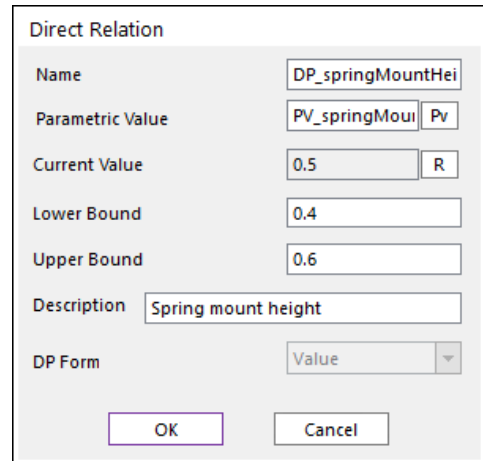 Direct Relation
Name DP_springMountHei
Parametric Value PV_springMou Pv
Current Value 0.5 R
Lower Bound 0.4
Upper Bound 0.6
Description Spring mount height
DP Form Value
OK Cancel